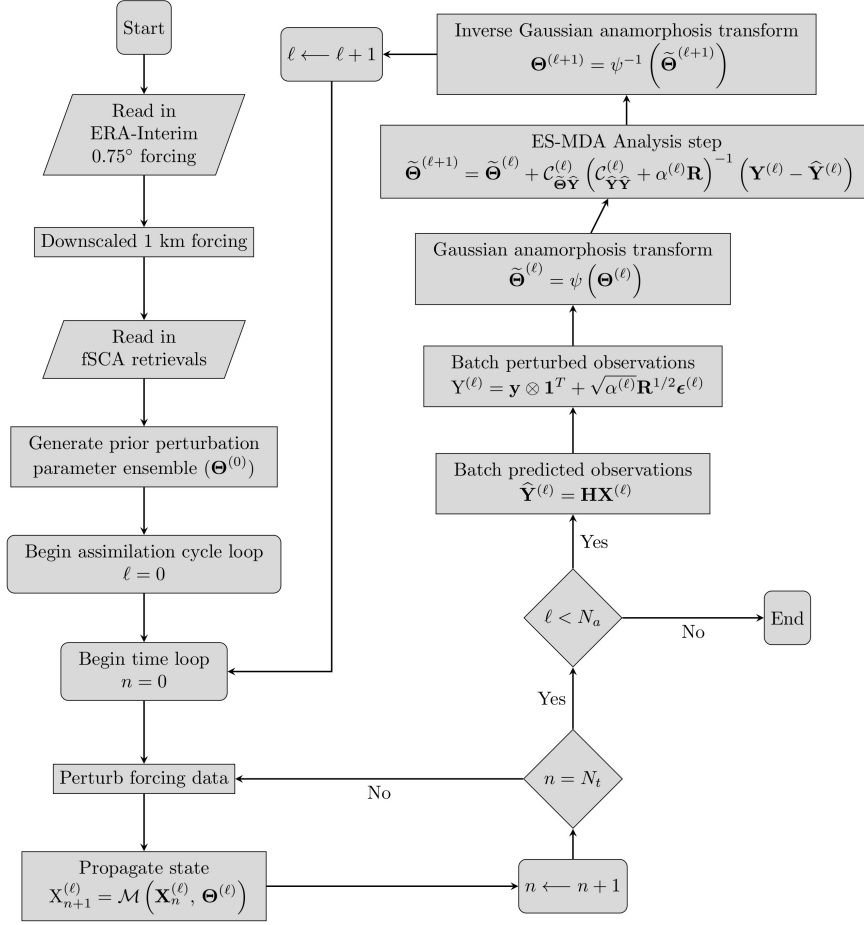 Start
Read in
ERA-Interim
0.75° forcing
Downscaled 1 km forcing
Read in
fSCA retrievals
Generate prior perturbation
parameter ensemble (Θ^(0))
Begin assimilation cycle loop
ℓ = 0
Begin time loop
n = 0
Perturb forcing data
Propagate state
X_{n+1}^{(ℓ)} = ℳ(X_n^{(ℓ)}, Θ^{(ℓ)})
n ⟵ n + 1
n = N_t
No
Yes
ℓ < N_a
No
End
Yes
Batch predicted observations
Ŷ^{(ℓ)} = HX^{(ℓ)}
Batch perturbed observations
Y^{(ℓ)} = y ⊗ 1^T + √α^{(ℓ)} R^{1/2} ϵ^{(ℓ)}
Gaussian anamorphosis transform
Θ̃^{(ℓ)} = ψ(Θ^{(ℓ)})
ES-MDA Analysis step
Θ̃^{(ℓ+1)} = Θ̃^{(ℓ)} + 𝒞_{Θ̃Ŷ}^{(ℓ)} (𝒞_{ŶŶ}^{(ℓ)} + α^{(ℓ)}R)^{-1} (Y^{(ℓ)} − Ŷ^{(ℓ)})
Inverse Gaussian anamorphosis transform
Θ^{(ℓ+1)} = ψ^{-1}(Θ̃^{(ℓ+1)})
ℓ ⟵ ℓ + 1